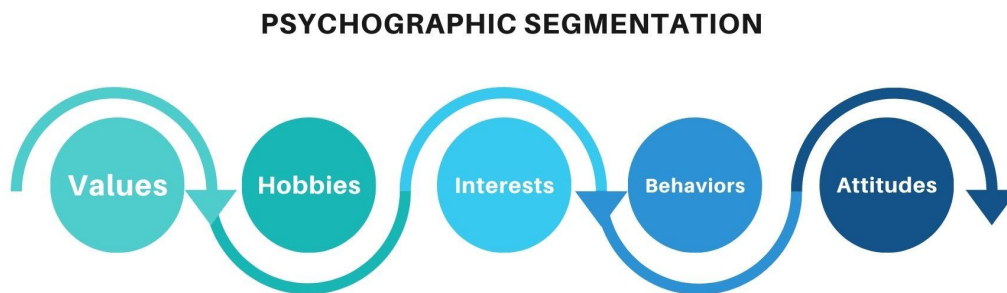 PSYCHOGRAPHIC SEGMENTATION
Values
Hobbies
Interests
Behaviors
Attitudes